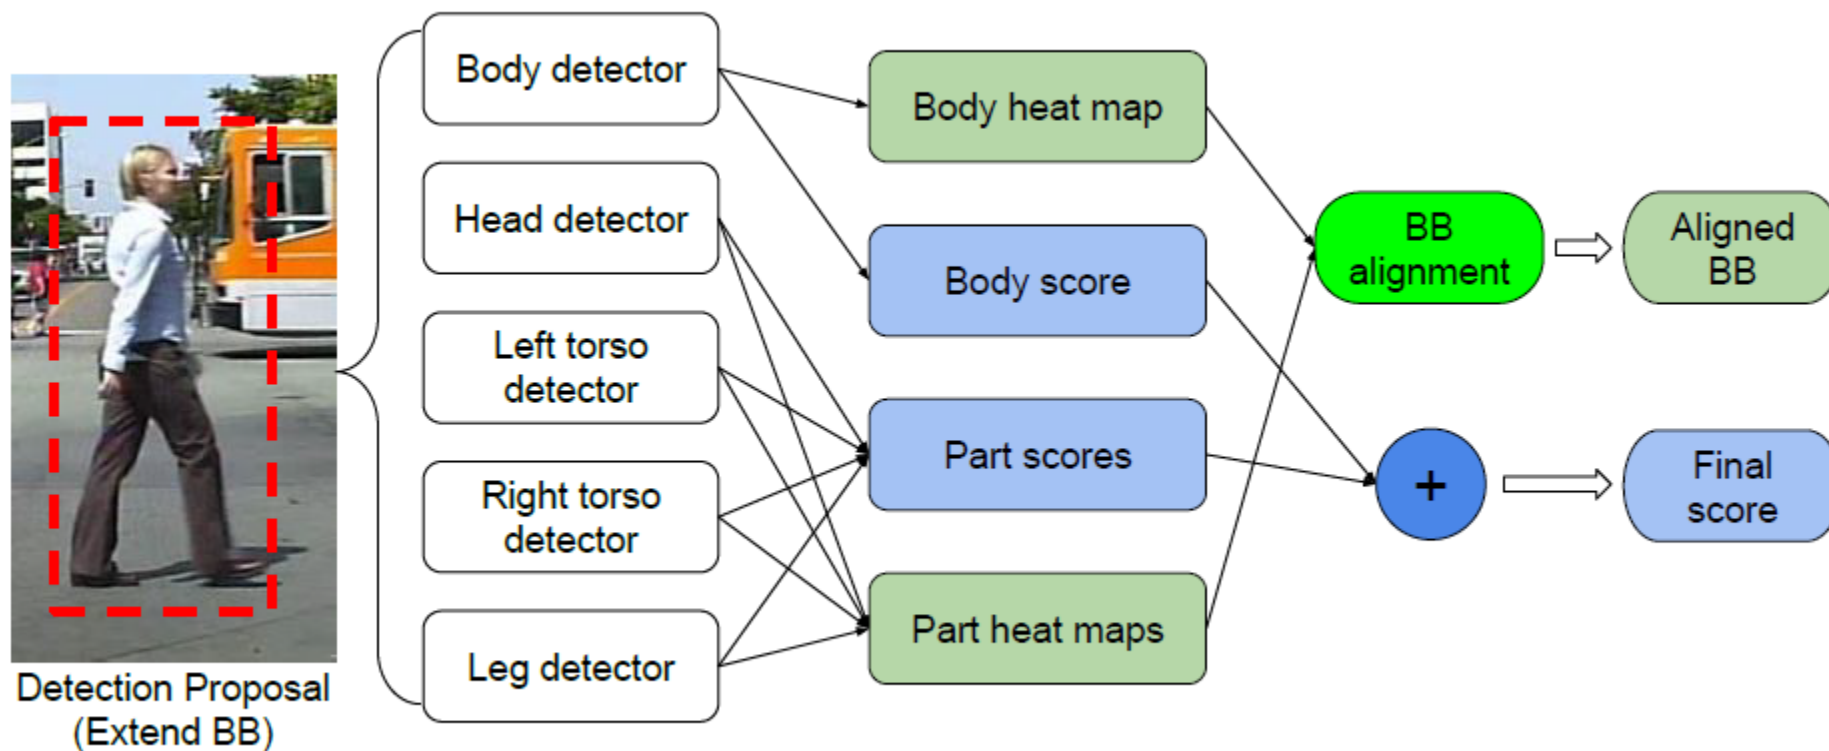 Body detector
Head detector
Left torso
detector
Right torso
detector
Leg detector
Body heat map
Body score
Part scores
Part heat maps
BB
alignment
+
Aligned
BB
Final
score
Detection Proposal
(Extend BB)